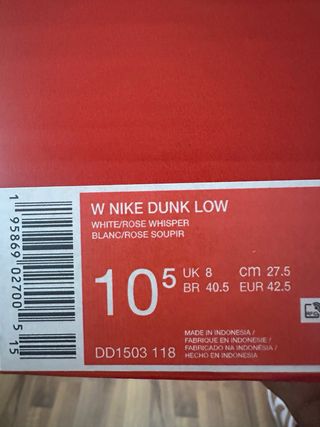 W NIKE DUNK LOW
WHITE/ROSE WHISPER
BLANC/ROSE SOUPIR
10⁵ UK 8 cm 27.5
BR 40.5 EUR 42.5
MADE IN INDONESIA /
FABRIQUE EN INDONESIE /
FABRICADO NA INDONÉSIA /
HECHO EN INDONESIA
DD1503 118
1 95869 02700 5 15